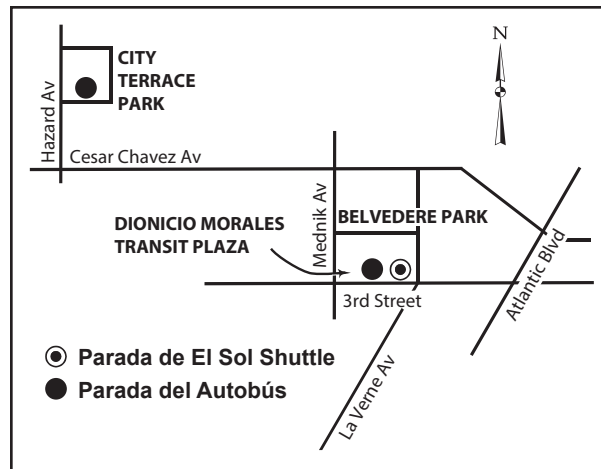 N
CITY
TERRACE
PARK
Hazard Av
Cesar Chavez Av
Mednik Av
BELVEDERE PARK
DIONICIO MORALES
TRANSIT PLAZA
Atlantic Blvd
3rd Street
La Verne Av
Parada de El Sol Shuttle
Parada del Autobús